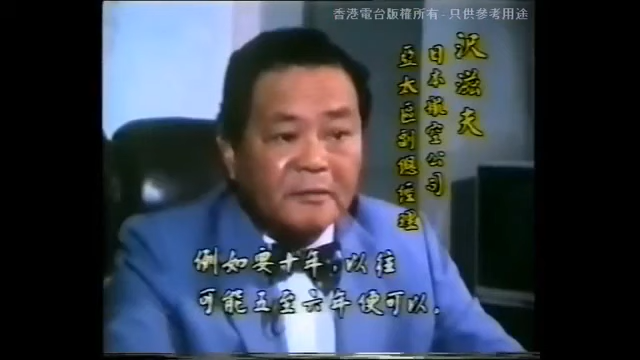 香港電台版權所有 - 只供參考用途
沢滋夫
日本航空公司
亞太區副總經理
例如要十年，以往
可能五至六年便可以。